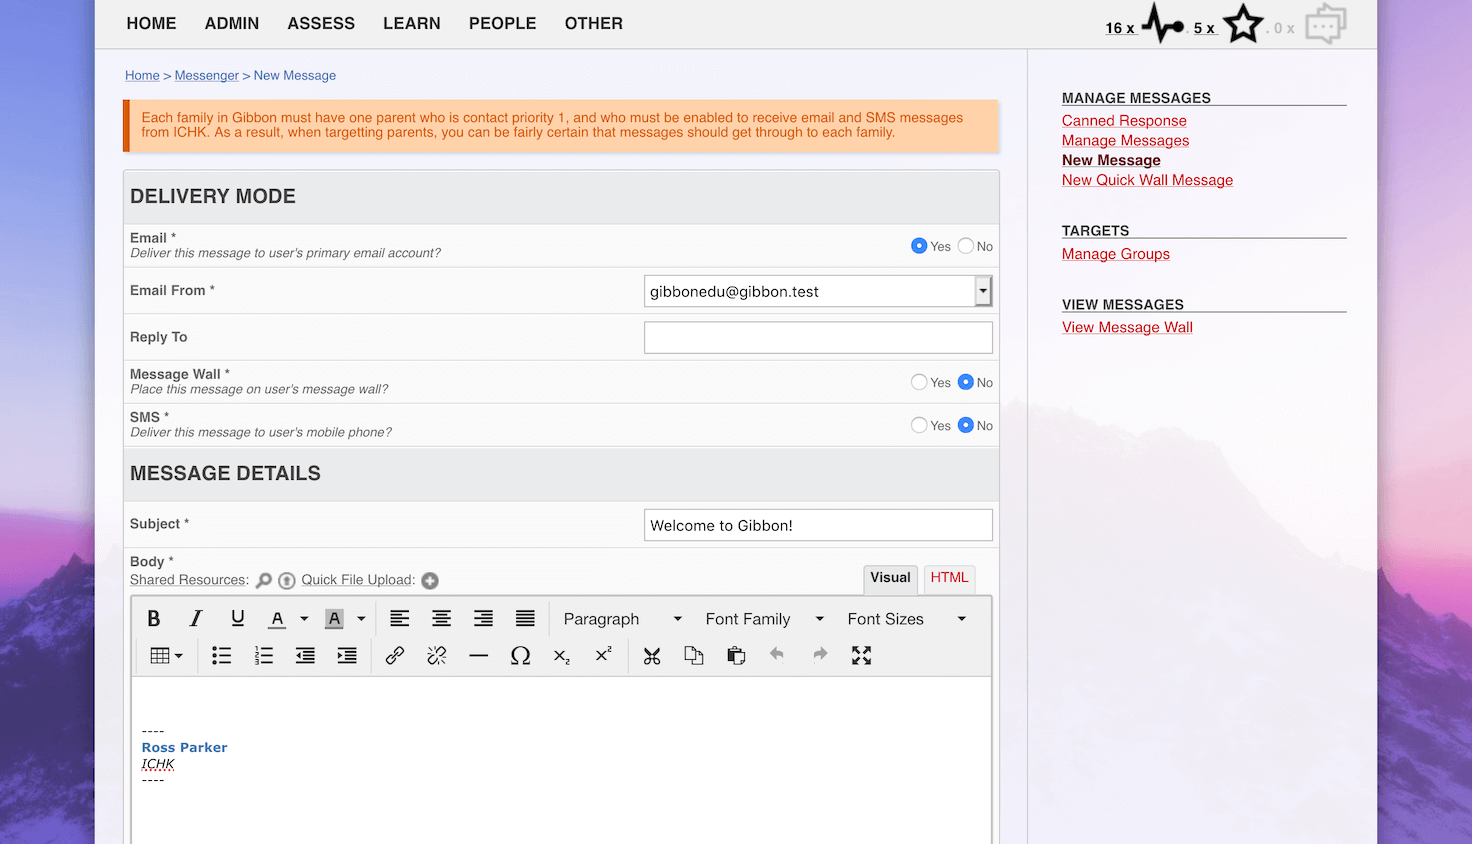 HOME ADMIN ASSESS LEARN PEOPLE OTHER
16 x . 5 x . 0 x
Home > Messenger > New Message
Each family in Gibbon must have one parent who is contact priority 1, and who must be enabled to receive email and SMS messages
from ICHK. As a result, when targetting parents, you can be fairly certain that messages should get through to each family.
DELIVERY MODE
Email *
Deliver this message to user's primary email account?
Yes No
Email From *
gibbonedu@gibbon.test
Reply To
Message Wall *
Place this message on user's message wall?
Yes No
SMS *
Deliver this message to user's mobile phone?
Yes No
MESSAGE DETAILS
Subject *
Welcome to Gibbon!
Body *
Shared Resources: Quick File Upload:
Visual HTML
B I U A A Paragraph Font Family Font Sizes
1 2 3 Ω x₂ x²
----
Ross Parker
ICHK
----
MANAGE MESSAGES
Canned Response
Manage Messages
New Message
New Quick Wall Message
TARGETS
Manage Groups
VIEW MESSAGES
View Message Wall